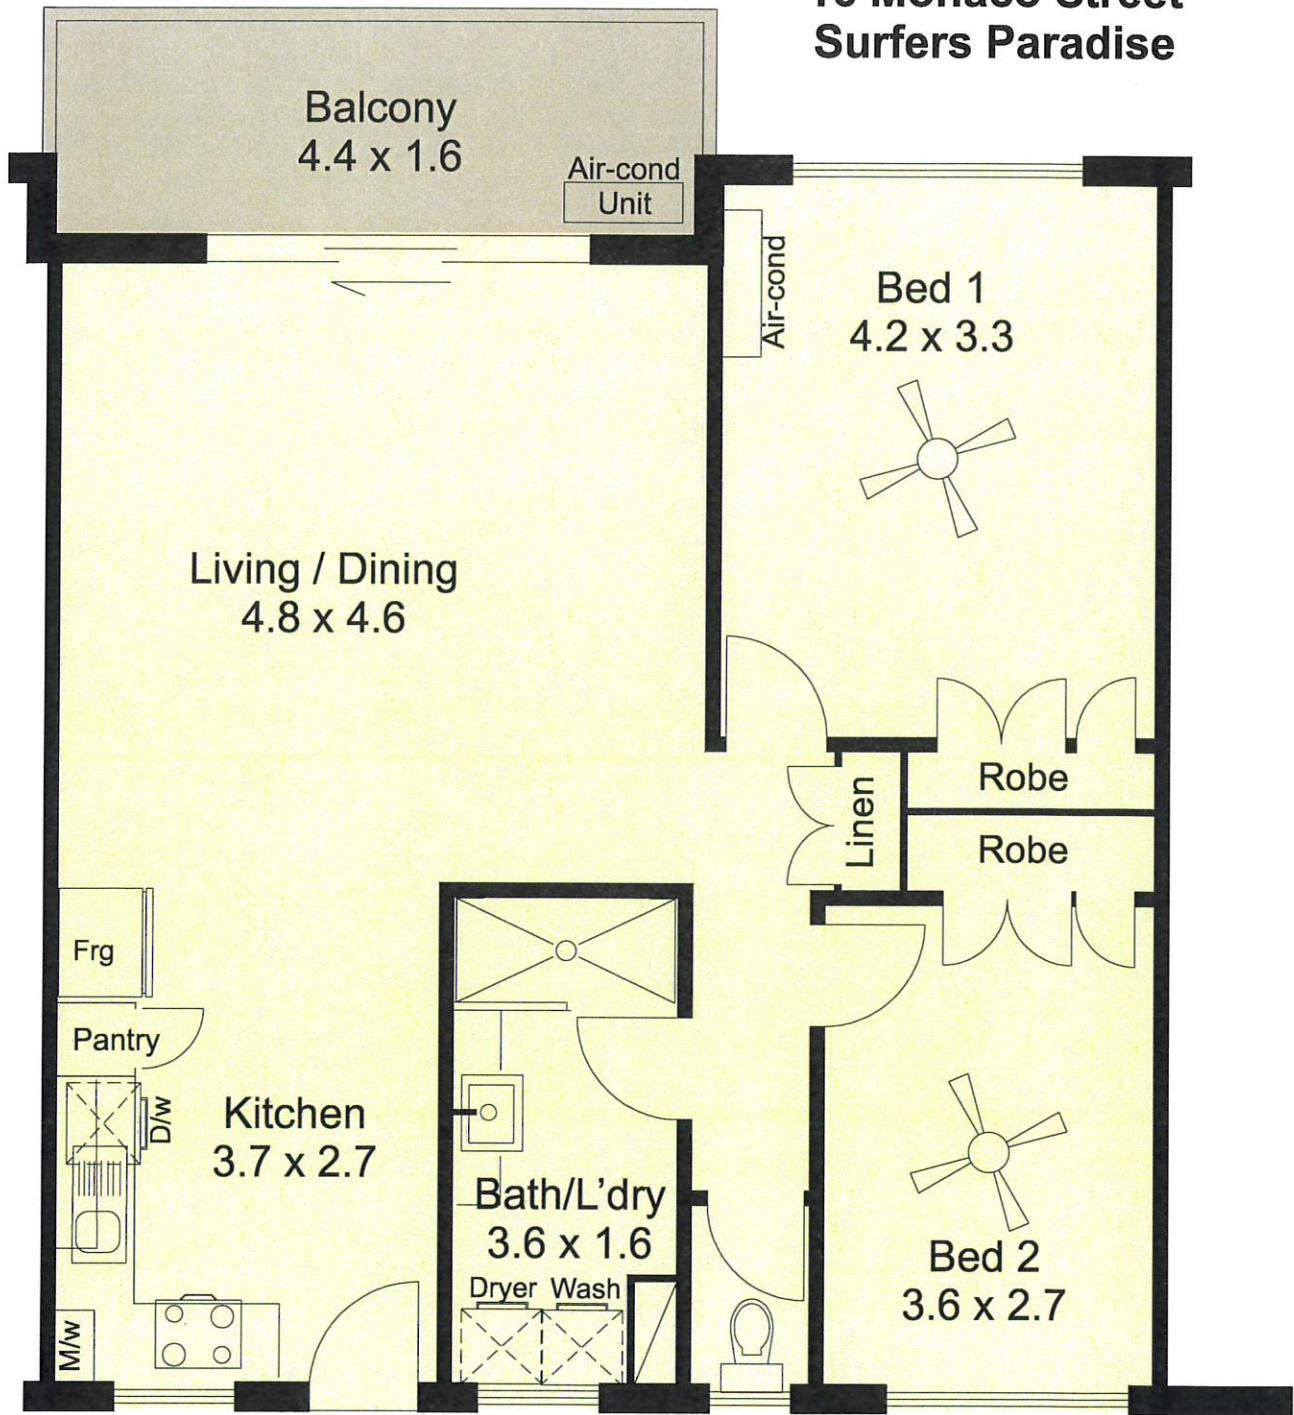 Monaco Street
Surfers Paradise
Balcony
4.4 x 1.6
Air-cond
Unit
Air-cond
Bed 1
4.2 x 3.3
Living / Dining
4.8 x 4.6
Robe
Linen
Robe
Frg
Pantry
D/w
Kitchen
3.7 x 2.7
Bath/L'dry
3.6 x 1.6
Dryer Wash
Bed 2
3.6 x 2.7
M/w